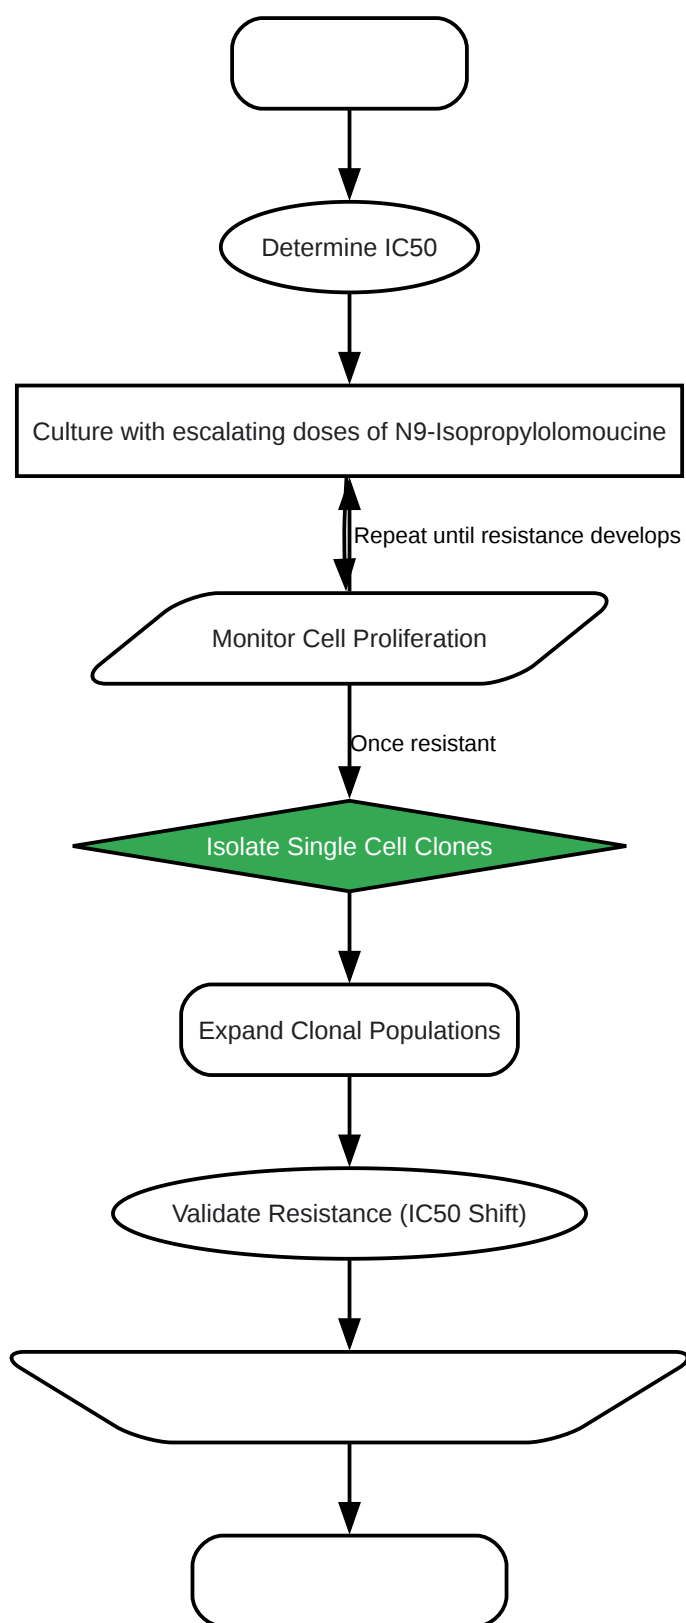 Determine IC50
Culture with escalating doses of N9-Isopropylolomoucine
Repeat until resistance develops
Monitor Cell Proliferation
Once resistant
Isolate Single Cell Clones
Expand Clonal Populations
Validate Resistance (IC50 Shift)